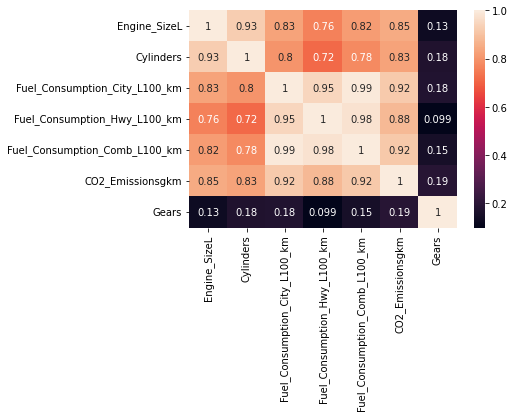 Engine_SizeL 1 0.93 0.83 0.76 0.82 0.85 0.13
Cylinders 0.93 1 0.8 0.72 0.78 0.83 0.18
Fuel_Consumption_City_L100_km 0.83 0.8 1 0.95 0.99 0.92 0.18
Fuel_Consumption_Hwy_L100_km 0.76 0.72 0.95 1 0.98 0.88 0.099
Fuel_Consumption_Comb_L100_km 0.82 0.78 0.99 0.98 1 0.92 0.15
CO2_Emissionsgkm 0.85 0.83 0.92 0.88 0.92 1 0.19
Gears 0.13 0.18 0.18 0.099 0.15 0.19 1
Engine_SizeL
Cylinders
Fuel_Consumption_City_L100_km
Fuel_Consumption_Hwy_L100_km
Fuel_Consumption_Comb_L100_km
CO2_Emissionsgkm
Gears
1.0
0.8
0.6
0.4
0.2